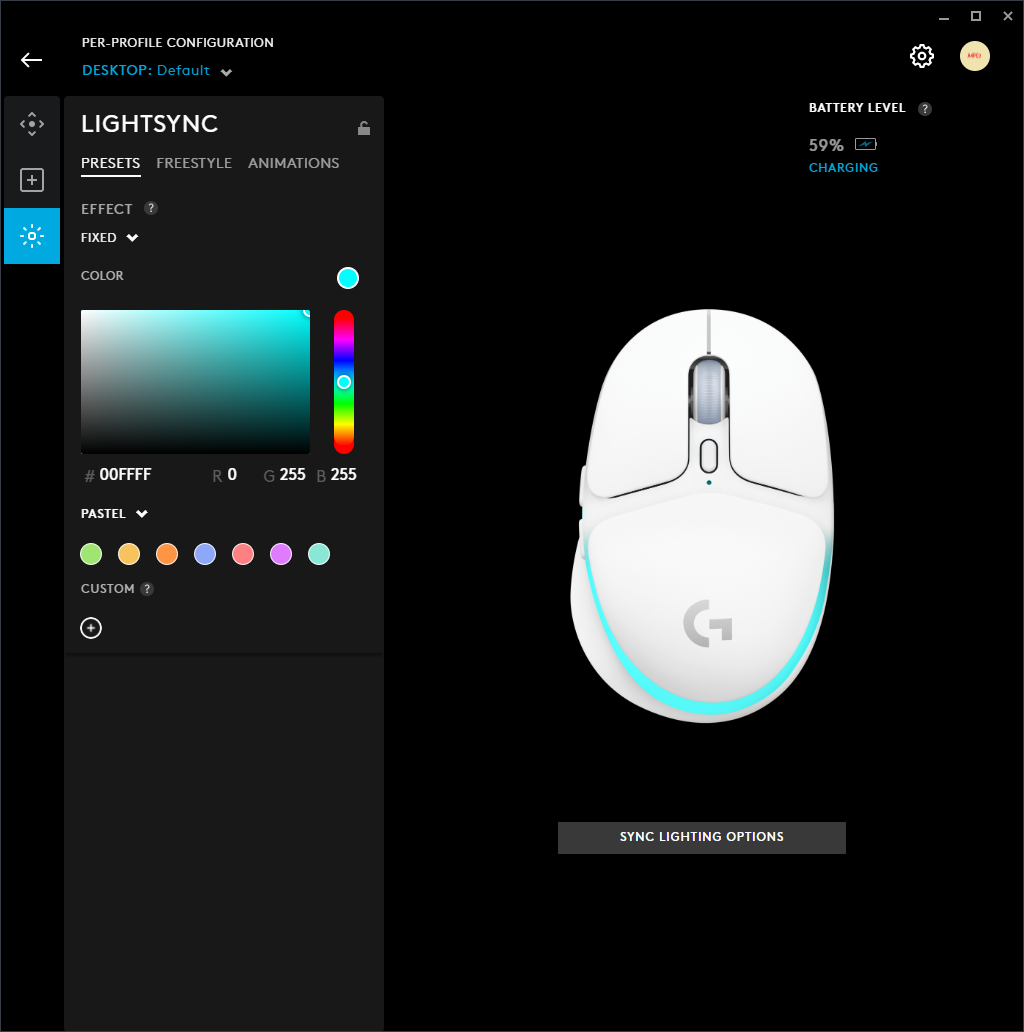 PER-PROFILE CONFIGURATION
DESKTOP: Default
BATTERY LEVEL ?
59%
CHARGING
LIGHTSYNC
PRESETS FREESTYLE ANIMATIONS
EFFECT ?
FIXED
COLOR
# 00FFFF R 0 G 255 B 255
PASTEL
CUSTOM ?
SYNC LIGHTING OPTIONS